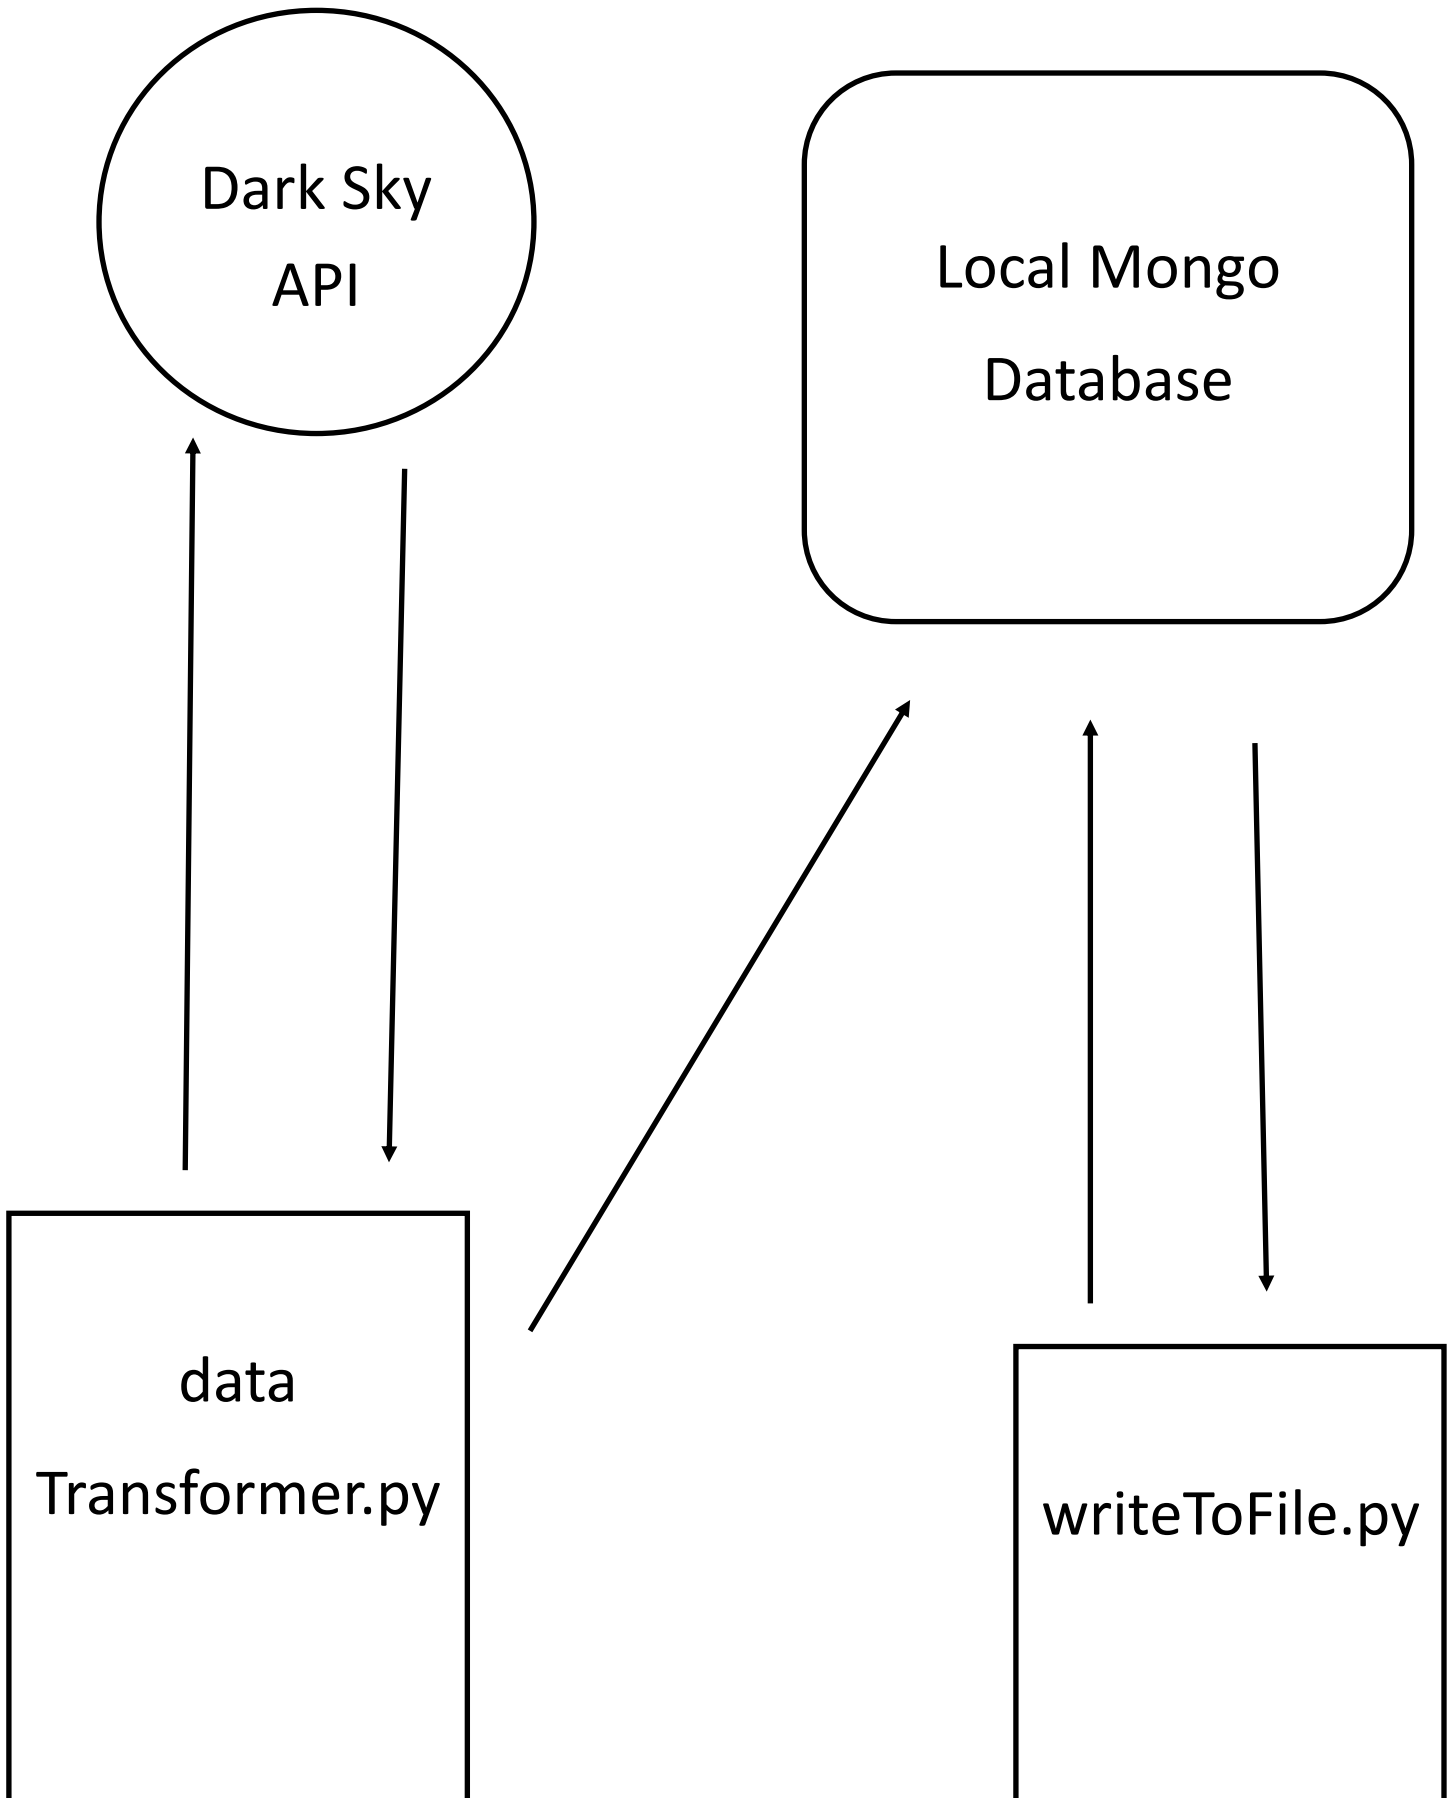 Dark Sky
API
Local Mongo
Database
data
Transformer.py
writeToFile.py